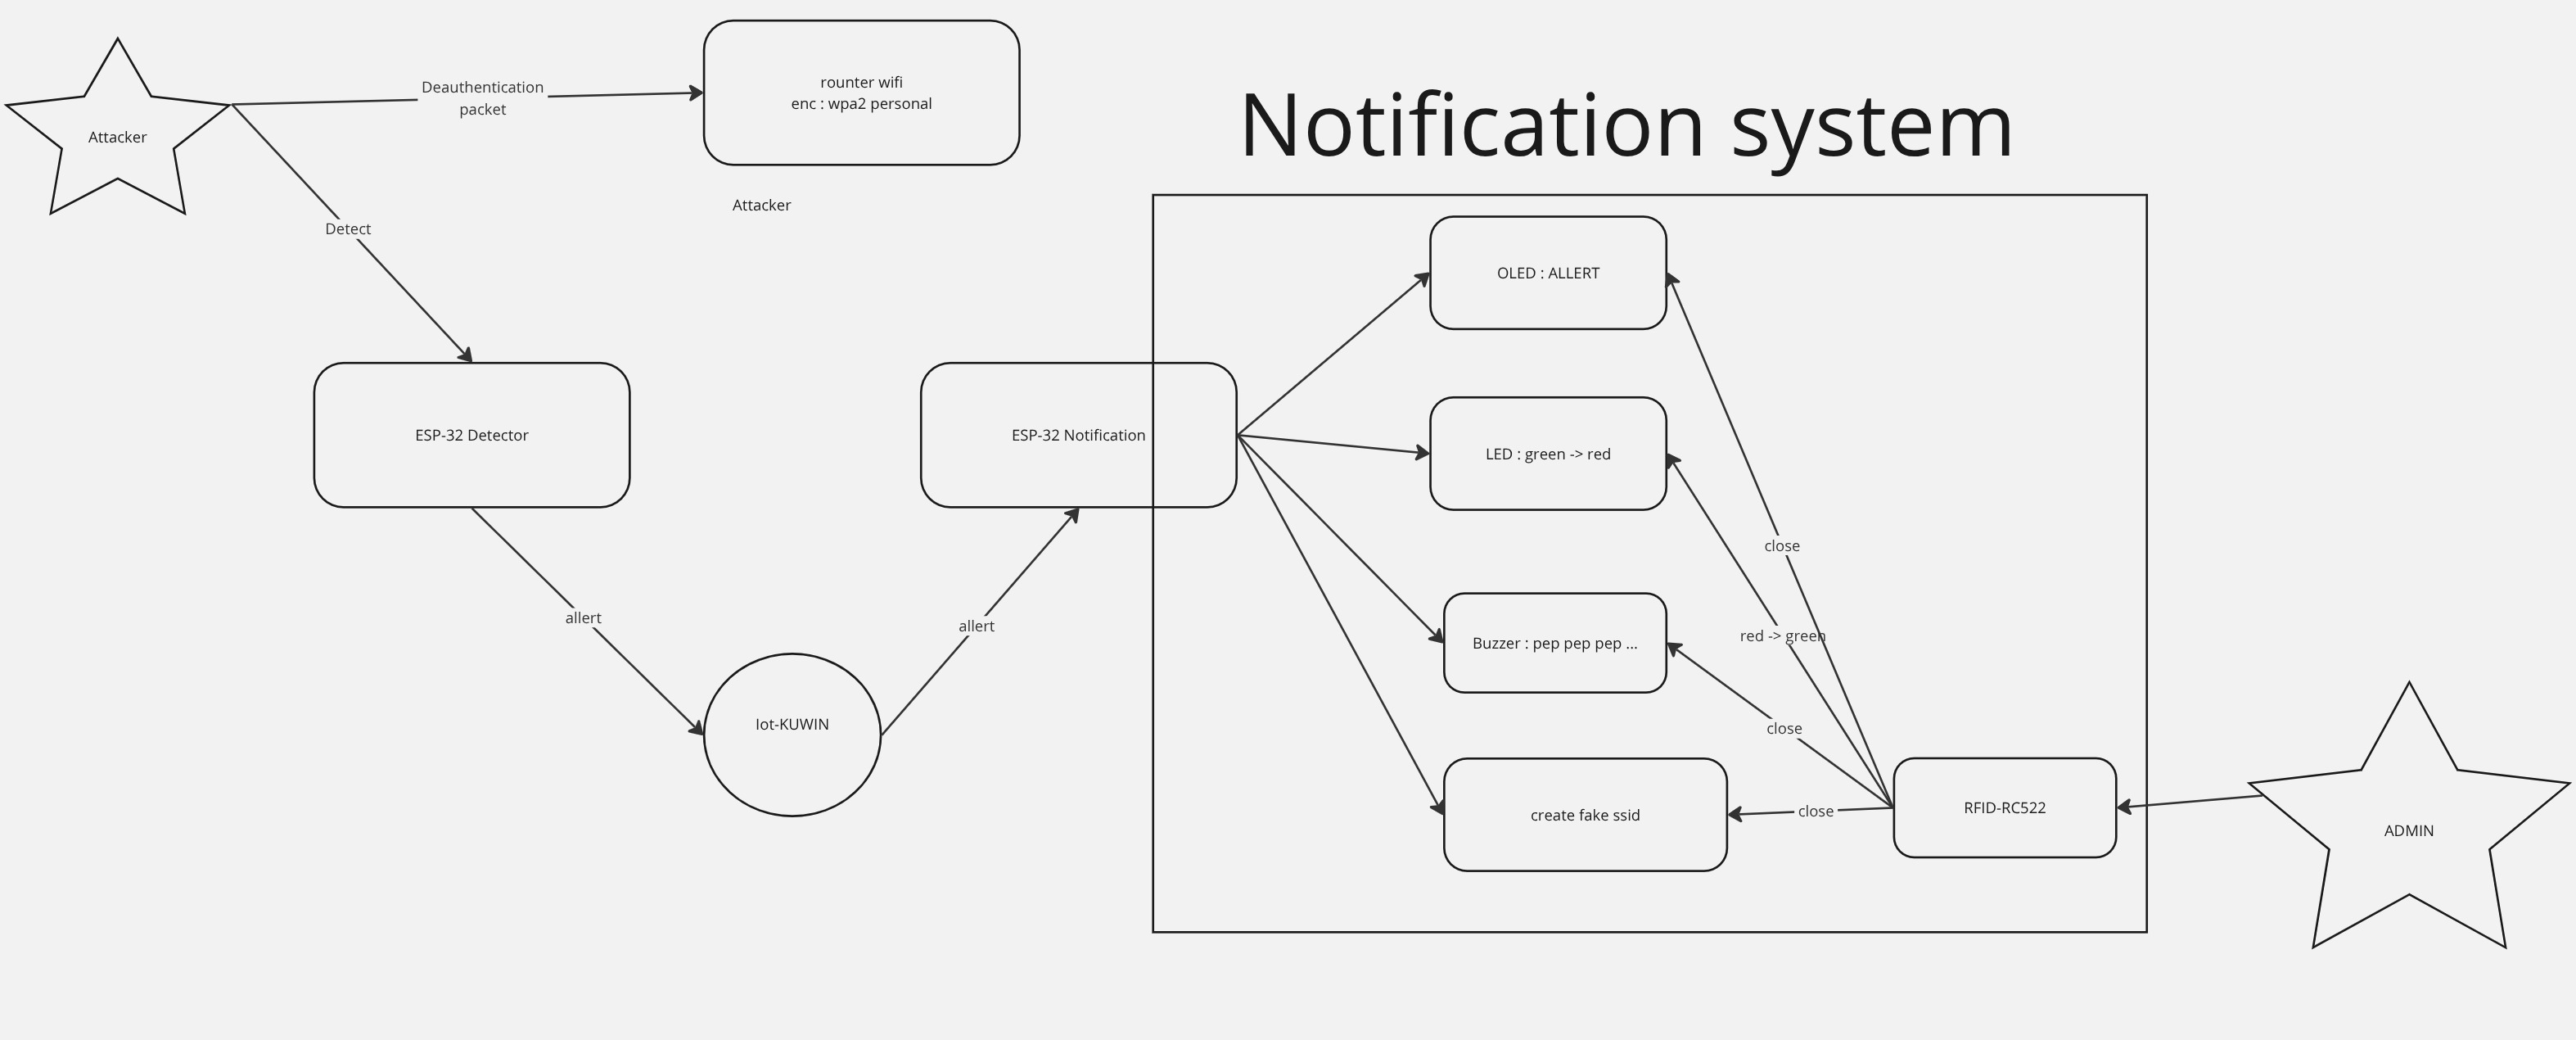 Deauthentication
packet
rounter wifi
enc : wpa2 personal
Attacker
Notification system
Attacker
Detect
OLED : ALLERT
ESP-32 Detector
ESP-32 Notification
LED : green -> red
close
allert
allert
red -> green
Buzzer : pep pep pep ...
Iot-KUWIN
close
create fake ssid
close
RFID-RC522
ADMIN